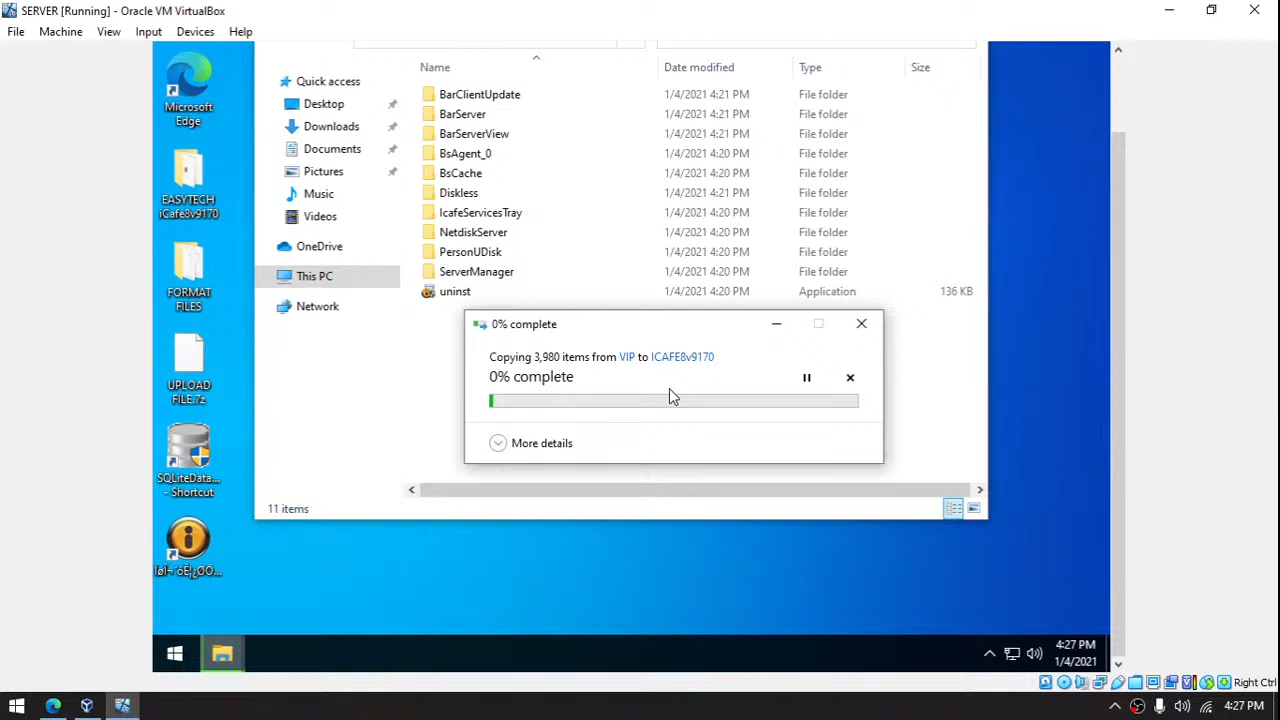 SERVER [Running] - Oracle VM VirtualBox
File Machine View Input Devices Help
Name Date modified Type Size
Quick access
Desktop
Downloads
Documents
Pictures
Music
Videos
OneDrive
This PC
Network
BarClientUpdate 1/4/2021 4:21 PM File folder
BarServer 1/4/2021 4:21 PM File folder
BarServerView 1/4/2021 4:21 PM File folder
BsAgent_0 1/4/2021 4:20 PM File folder
BsCache 1/4/2021 4:20 PM File folder
Diskless 1/4/2021 4:21 PM File folder
IcafeServicesTray 1/4/2021 4:20 PM File folder
NetdiskServer 1/4/2021 4:20 PM File folder
PersonUDisk 1/4/2021 4:20 PM File folder
ServerManager 1/4/2021 4:20 PM File folder
uninst 1/4/2021 4:20 PM Application 136 KB
Microsoft
Edge
EASYTECH
iCafe8v9170
FORMAT
FILES
UPLOAD
FILE.7z
SQLiteData...
- Shortcut
0% complete
Copying 3,980 items from VIP to ICAFE8v9170
0% complete
More details
11 items
4:27 PM
1/4/2021
Right Ctrl
4:27 PM